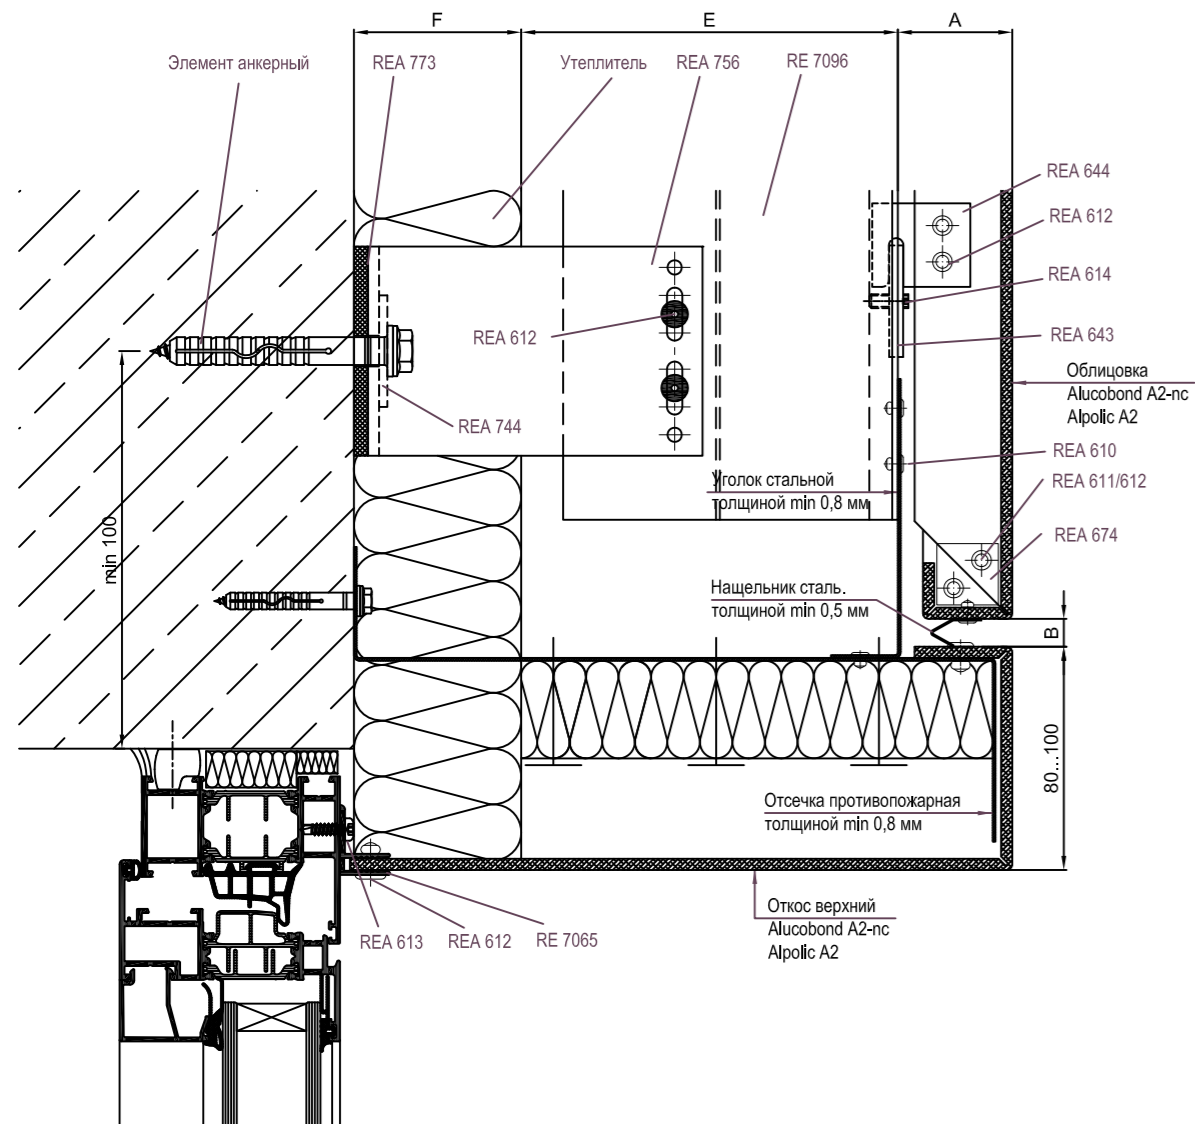 F
E
A
Элемент анкерный
REA 773
Утеплитель
REA 756
RE 7096
REA 644
REA 612
REA 614
REA 612
REA 643
Облицовка
Alucobond A2-nc
Alpolic A2
REA 744
REA 610
Уголок стальной
толщиной min 0,8 мм
REA 611/612
min 100
REA 674
Нащельник сталь.
толщиной min 0,5 мм
B
80...100
Отсечка противопожарная
толщиной min 0,8 мм
Откос верхний
Alucobond A2-nc
Alpolic A2
REA 613
REA 612
RE 7065